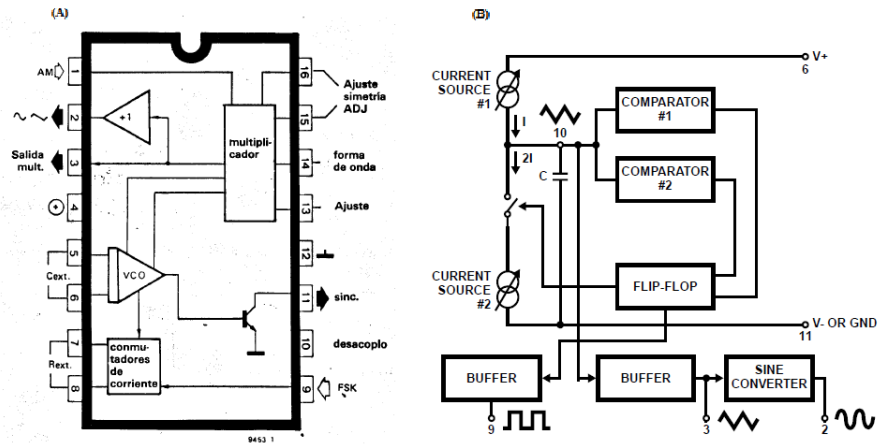 (A)
AM
1
2
Salida
mult.
3
4
5
Cext.
6
7
Rext.
8
+1
multipli-
cador
VCO
conmu-
tadores
de
corriente
16
Ajuste
simetría
ADJ
15
14
forma
de onda
13
Ajuste
12
11
sinc.
10
desacoplo
9
FSK
9453 1
(B)
V+
6
CURRENT
SOURCE
#1
I
10
2I
C
COMPARATOR
#1
COMPARATOR
#2
CURRENT
SOURCE
#2
FLIP-FLOP
V- OR GND
11
BUFFER
9
BUFFER
3
SINE
CONVERTER
2